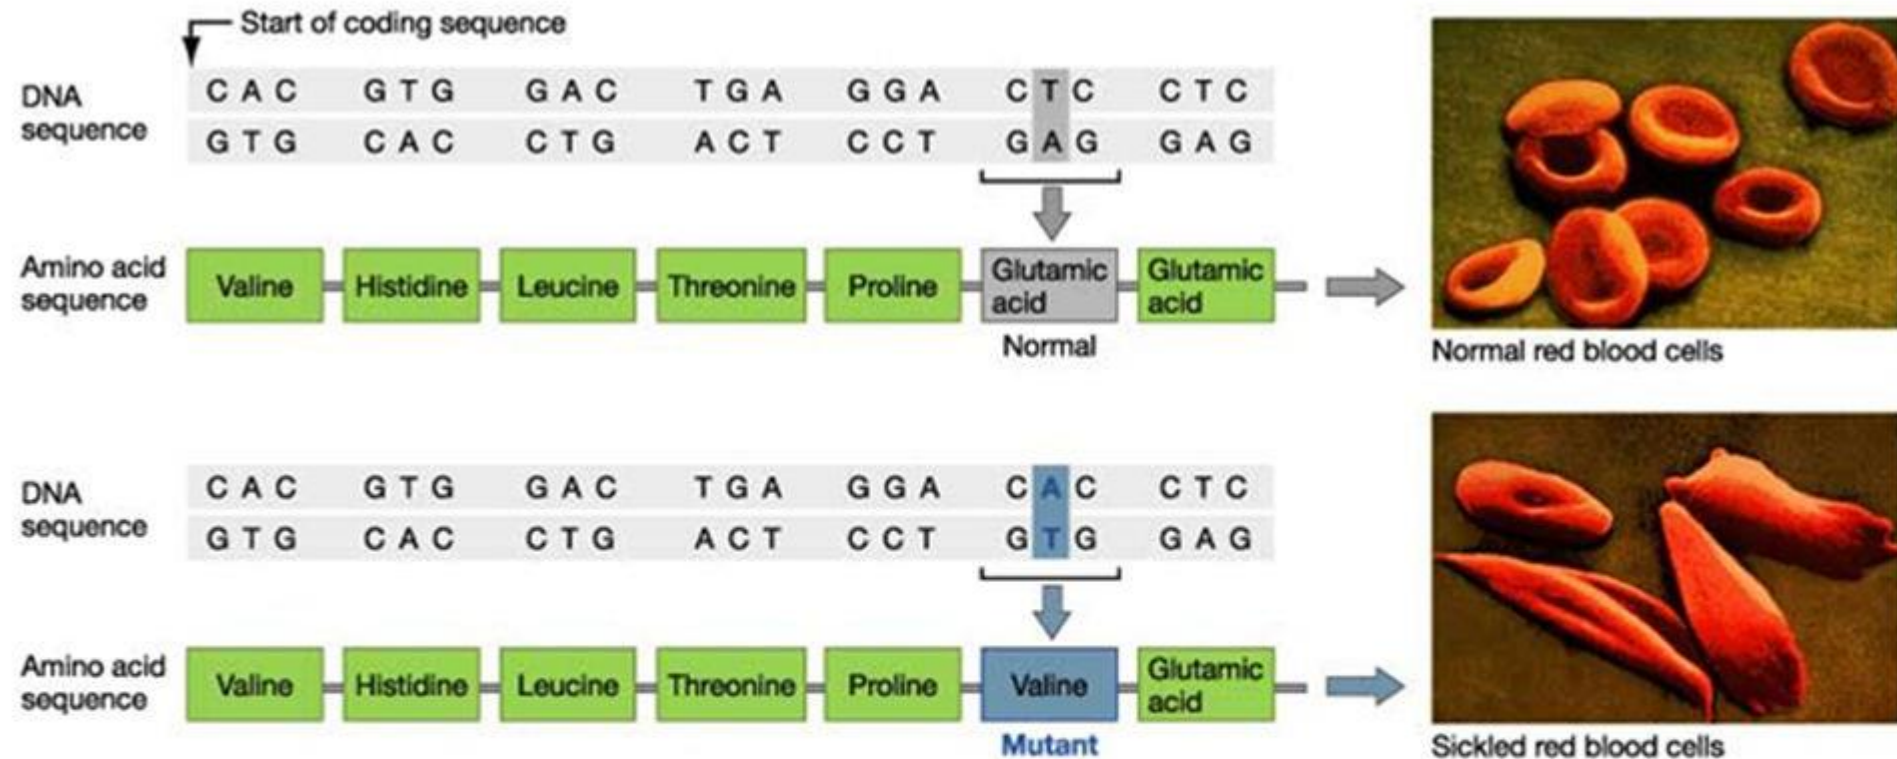 Start of coding sequence
DNA
sequence
C A C G T G G A C T G A G G A C T C C T C
G T G C A C C T G A C T C C T G A G G A G
Amino acid
sequence
Valine Histidine Leucine Threonine Proline
Glutamic
acid
Glutamic
acid
Normal
Normal red blood cells
DNA
sequence
C A C G T G G A C T G A G G A C A C C T C
G T G C A C C T G A C T C C T G T G G A G
Amino acid
sequence
Valine Histidine Leucine Threonine Proline Valine
Glutamic
acid
Mutant
Sickled red blood cells